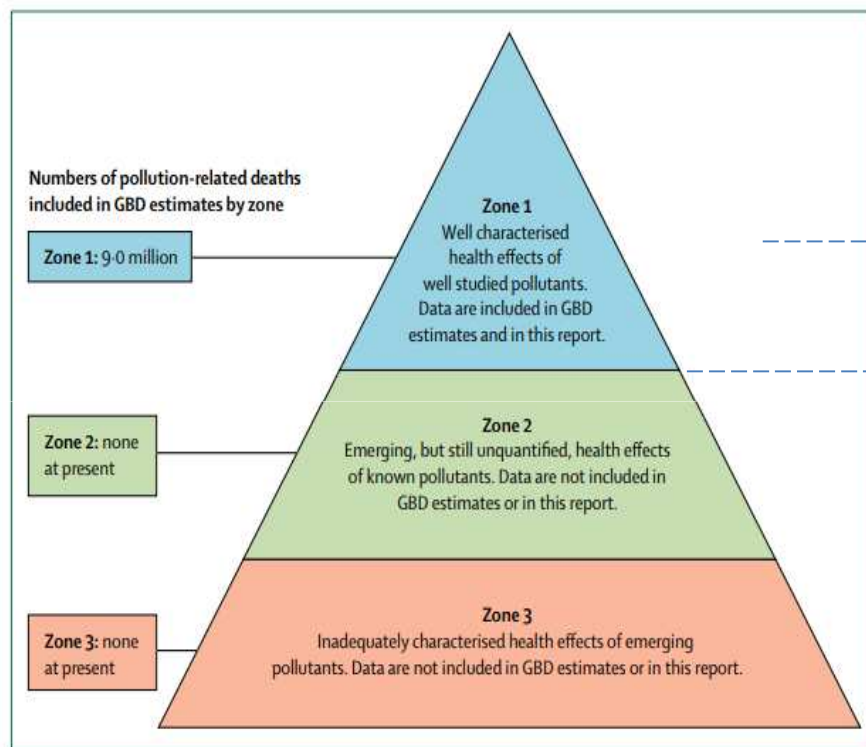 Numbers of pollution-related deaths
included in GBD estimates by zone
Zone 1: 9·0 million
Zone 1
Well characterised
health effects of
well studied pollutants.
Data are included in GBD
estimates and in this report.
Zone 2: none
at present
Zone 2
Emerging, but still unquantified, health effects
of known pollutants. Data are not included in
GBD estimates or in this report.
Zone 3: none
at present
Zone 3
Inadequately characterised health effects of emerging
pollutants. Data are not included in GBD estimates or in this report.